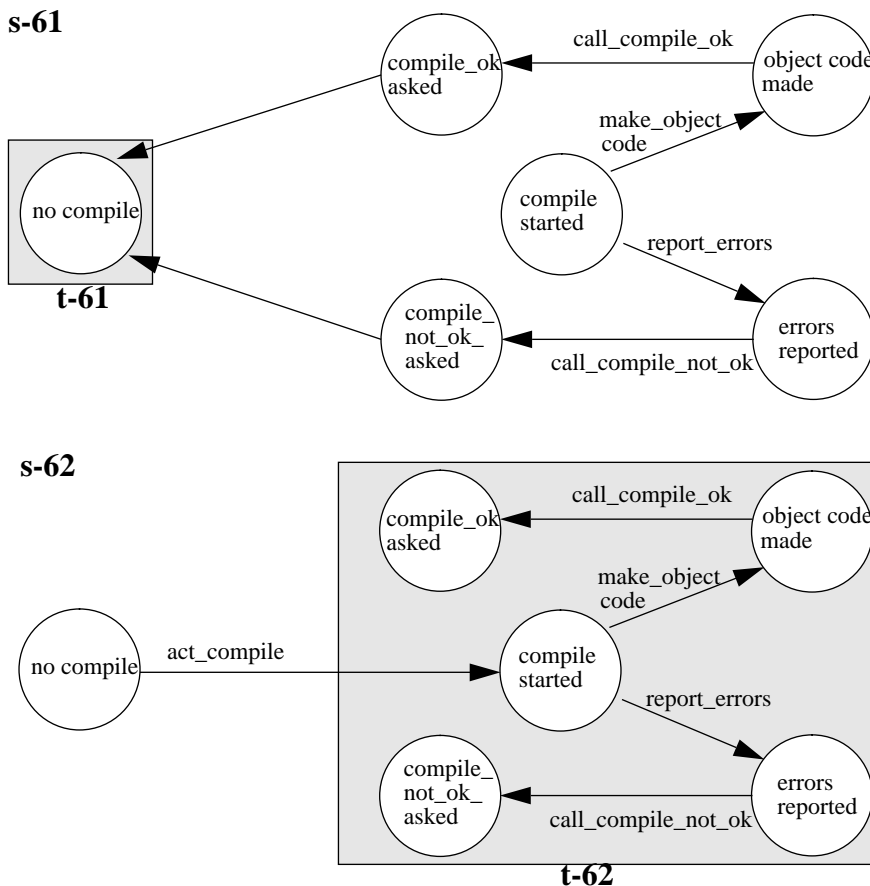 s-61
call_compile_ok
compile_ok
asked
object code
made
make_object
code
no compile
compile
started
report_errors
t-61
compile_
not_ok_
asked
errors
reported
call_compile_not_ok
s-62
call_compile_ok
compile_ok
asked
object code
made
make_object
code
act_compile
no compile
compile
started
report_errors
compile_
not_ok_
asked
errors
reported
call_compile_not_ok
t-62